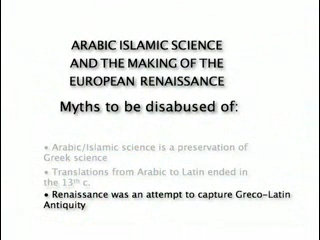 ARABIC ISLAMIC SCIENCE
AND THE MAKING OF THE
EUROPEAN RENAISSANCE
Myths to be disabused of:
• Arabic/Islamic science is a preservation of
Greek science
• Translations from Arabic to Latin ended in
the 13th c.
• Renaissance was an attempt to capture Greco-Latin
Antiquity